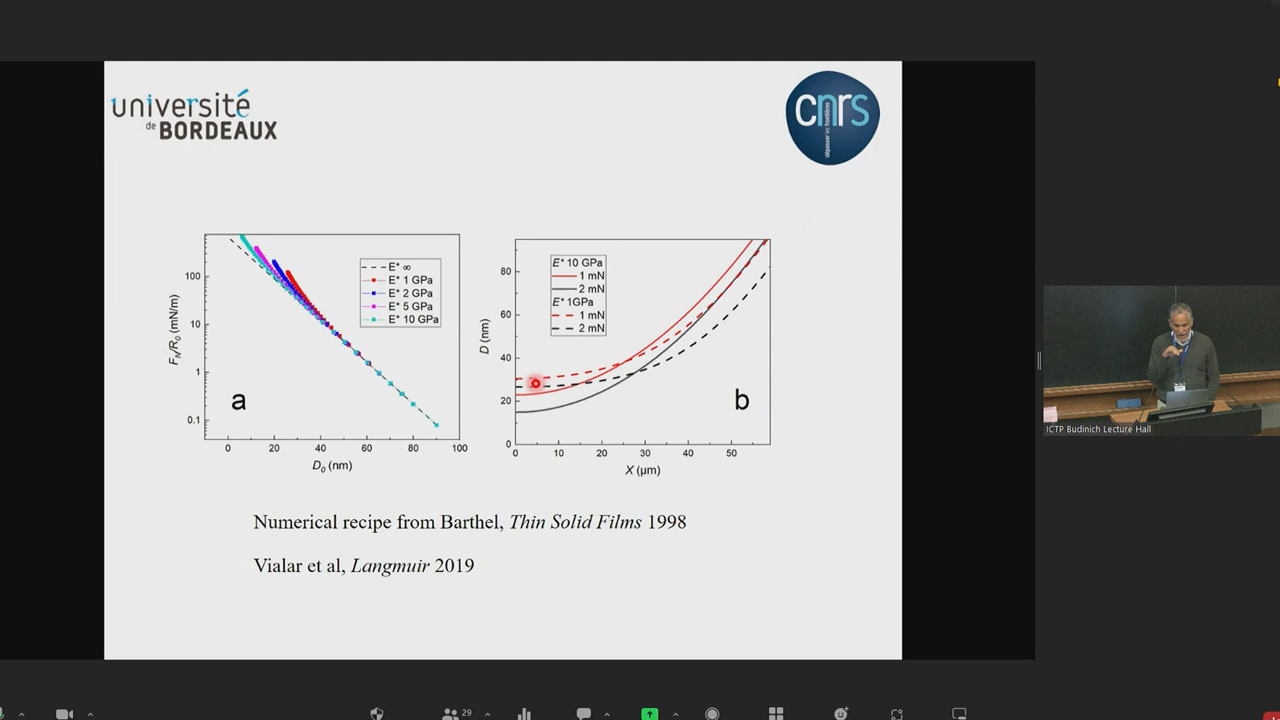 université
de BORDEAUX
cnrs
dépasser les frontières
E* ∞
E* 1 GPa
E* 2 GPa
E* 5 GPa
E* 10 GPa
100
10
1
0.1
F_N/R_0 (mN/m)
a
0 20 40 60 80 100
D_0 (nm)
E* 10 GPa
1 mN
2 mN
E* 1GPa
1 mN
2 mN
80
60
40
20
0
D (nm)
b
0 10 20 30 40 50
X (μm)
Numerical recipe from Barthel, Thin Solid Films 1998
Vialar et al, Langmuir 2019
ICTP Budinich Lecture Hall
29